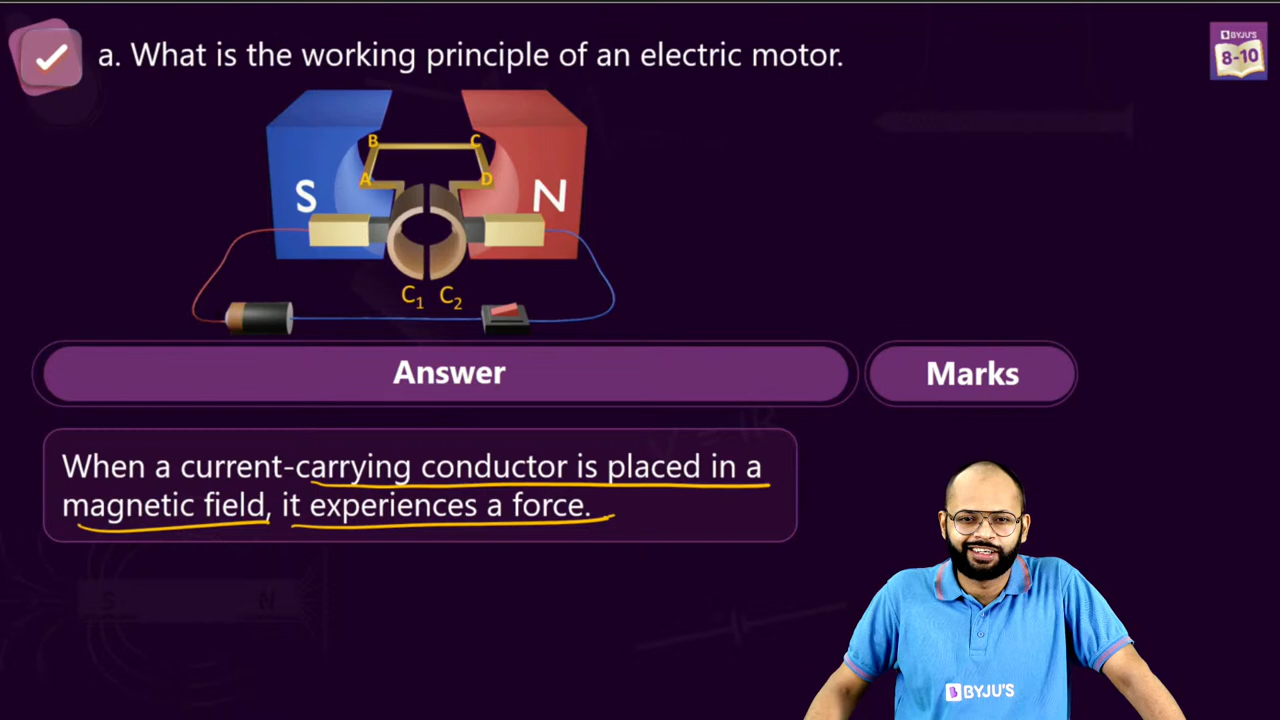 a. What is the working principle of an electric motor.
BYJU'S
8-10
B
C
A
D
S
N
C1 C2
Answer
Marks
When a current-carrying conductor is placed in a
magnetic field, it experiences a force.
S
N
BYJU'S